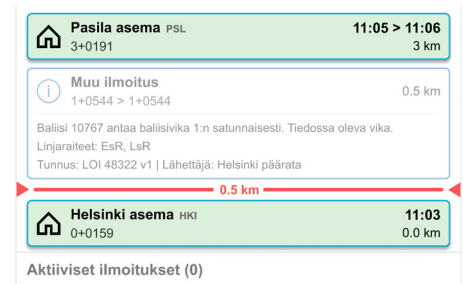 Pasila asema PSL 11:05 > 11:06
3+0191 3 km
Muu ilmoitus 0.5 km
1+0544 > 1+0544
Baliisi 10767 antaa baliisivika 1:n satunnaisesti. Tiedossa oleva vika.
Linjaraiteet: EsR, LsR
Tunnus: LOI 48322 v1 | Lähettäjä: Helsinki päärata
0.5 km
Helsinki asema HKI 11:03
0+0159 0.0 km
Aktiiviset ilmoitukset (0)